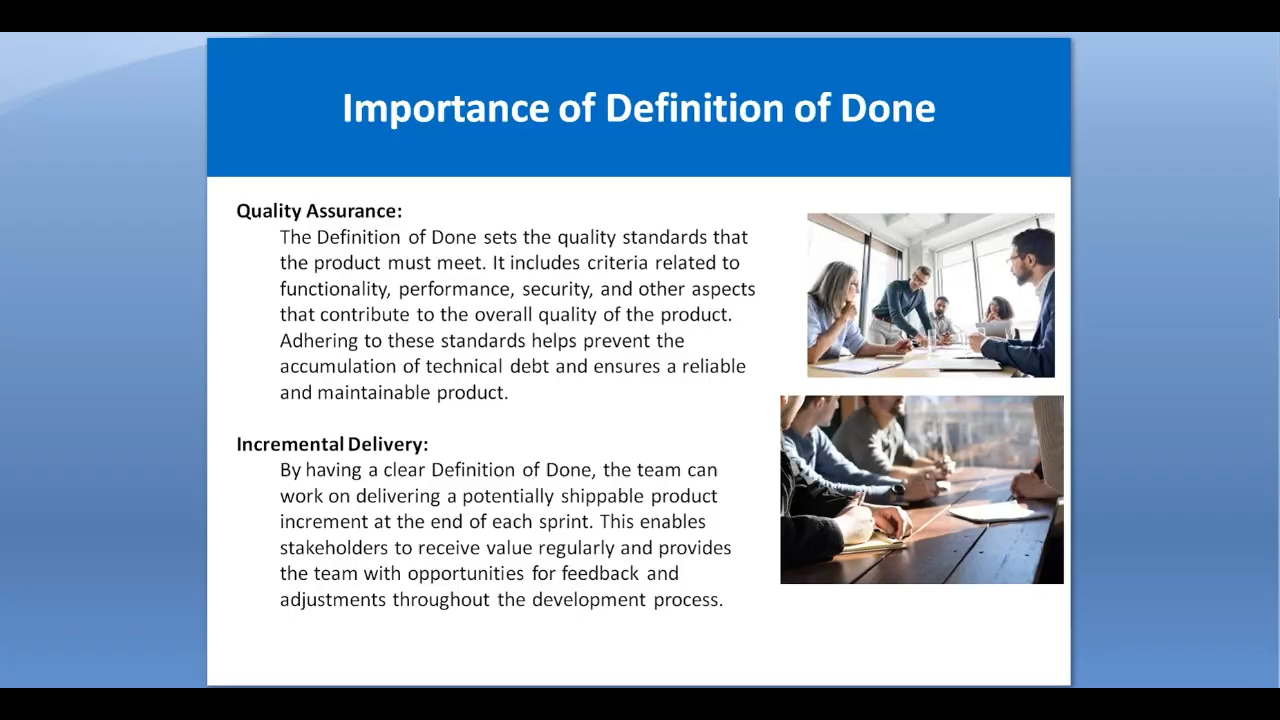 Importance of Definition of Done
Quality Assurance:
The Definition of Done sets the quality standards that
the product must meet. It includes criteria related to
functionality, performance, security, and other aspects
that contribute to the overall quality of the product.
Adhering to these standards helps prevent the
accumulation of technical debt and ensures a reliable
and maintainable product.
Incremental Delivery:
By having a clear Definition of Done, the team can
work on delivering a potentially shippable product
increment at the end of each sprint. This enables
stakeholders to receive value regularly and provides
the team with opportunities for feedback and
adjustments throughout the development process.